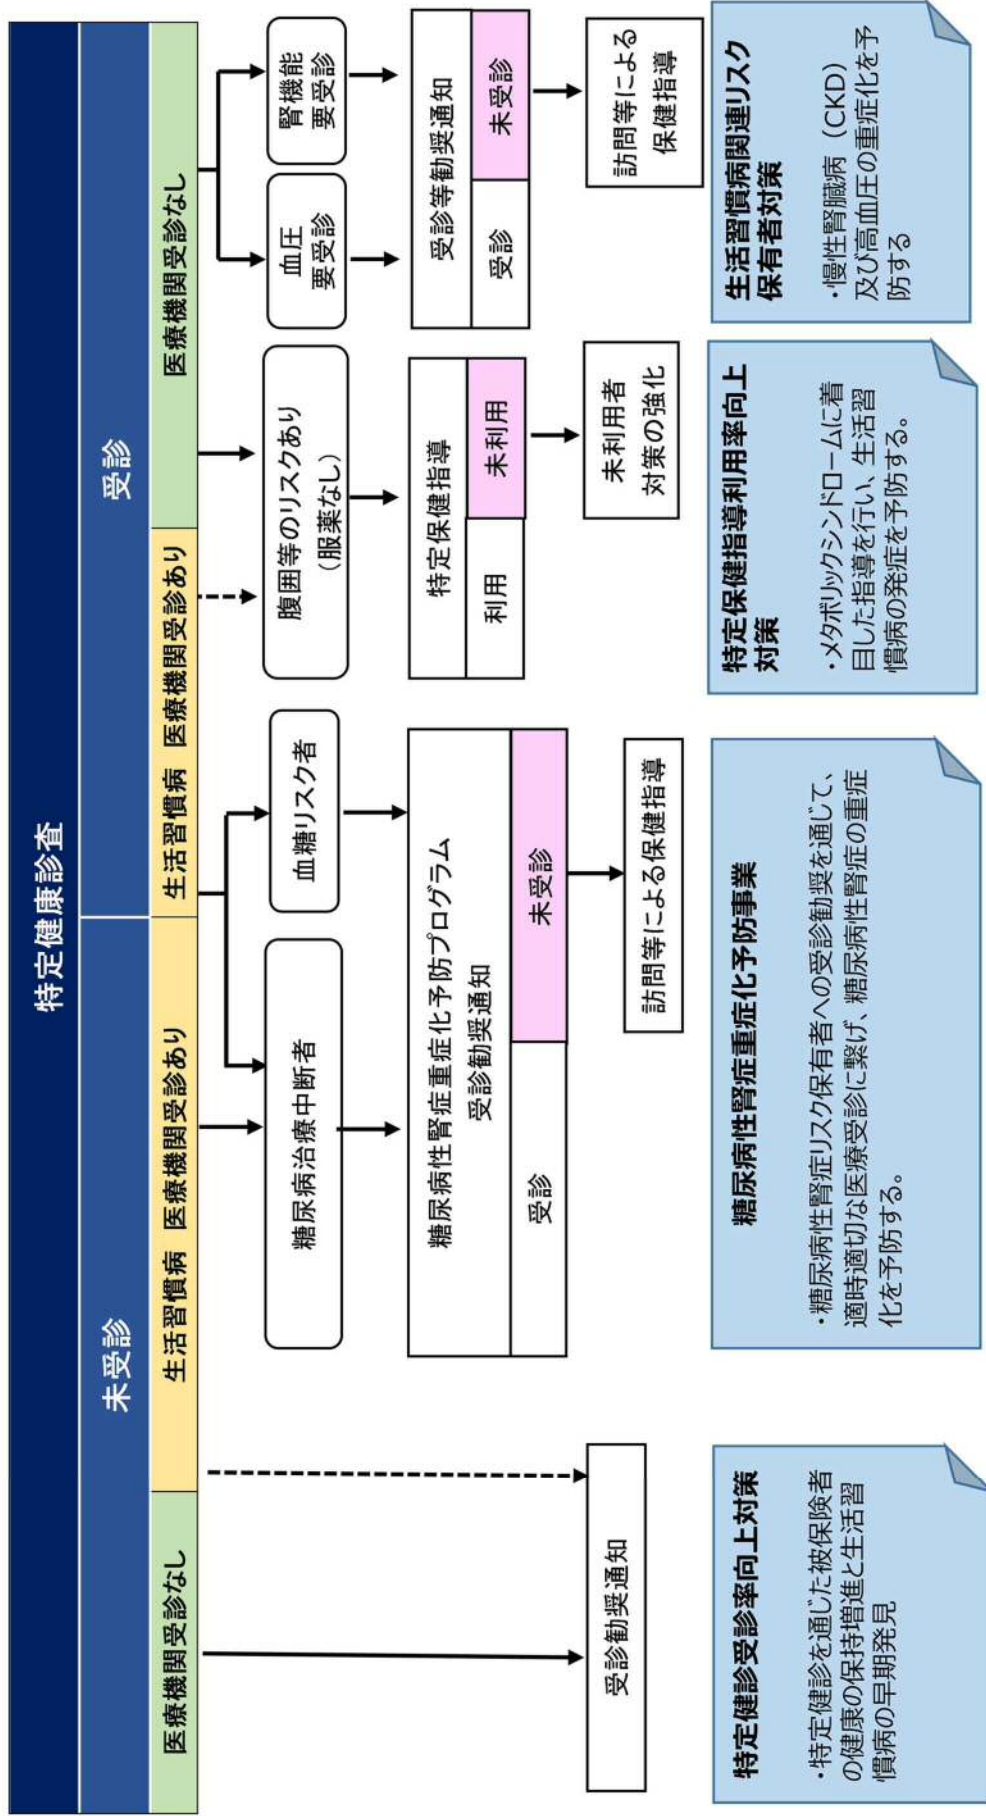 特定健康診査
未受診
受診
医療機関受診なし
生活習慣病 医療機関受診あり
生活習慣病 医療機関受診あり
医療機関受診なし
糖尿病治療中断者
血糖リスク者
腹囲等のリスクあり
(服薬なし)
血圧
要受診
腎機能
要受診
糖尿病性腎症重症化予防プログラム
受診勧奨通知
受診
未受診
特定保健指導
利用
未利用
受診等勧奨通知
受診
未受診
受診勧奨通知
訪問等による保健指導
未利用者
対策の強化
訪問等による
保健指導
特定健診受診率向上対策
・特定健診を通じた被保険者
の健康の保持増進と生活習
慣病の早期発見
糖尿病性腎症重症化予防事業
・糖尿病性腎症リスク保有者への受診勧奨を通じて、
適時適切な医療受診に繋げ、糖尿病性腎症の重症
化を予防する。
特定保健指導利用率向上
対策
・メタボリックシンドロームに着
目した指導を行い、生活習
慣病の発症を予防する。
生活習慣病関連リスク
保有者対策
・慢性腎臓病（CKD）
及び高血圧の重症化を予
防する